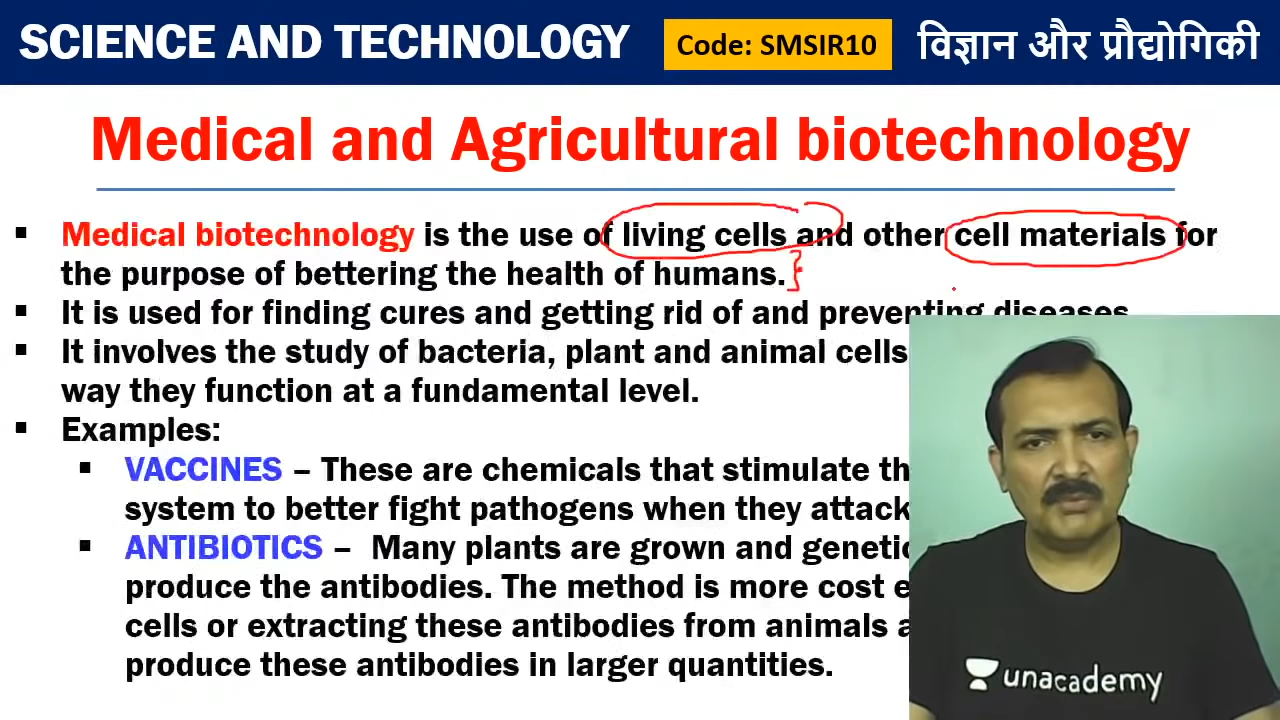 SCIENCE AND TECHNOLOGY
Code: SMSIR10
विज्ञान और प्रौद्योगिकी
Medical and Agricultural biotechnology
▪ Medical biotechnology is the use of living cells and other cell materials for
the purpose of bettering the health of humans.
▪ It is used for finding cures and getting rid of and preventing diseases.
▪ It involves the study of bacteria, plant and animal cells
way they function at a fundamental level.
▪ Examples:
▪ VACCINES – These are chemicals that stimulate
system to better fight pathogens when they attack
▪ ANTIBIOTICS – Many plants are grown and
produce the antibodies. The method is more cost
cells or extracting these antibodies from animals
produce these antibodies in larger quantities.
unacademy